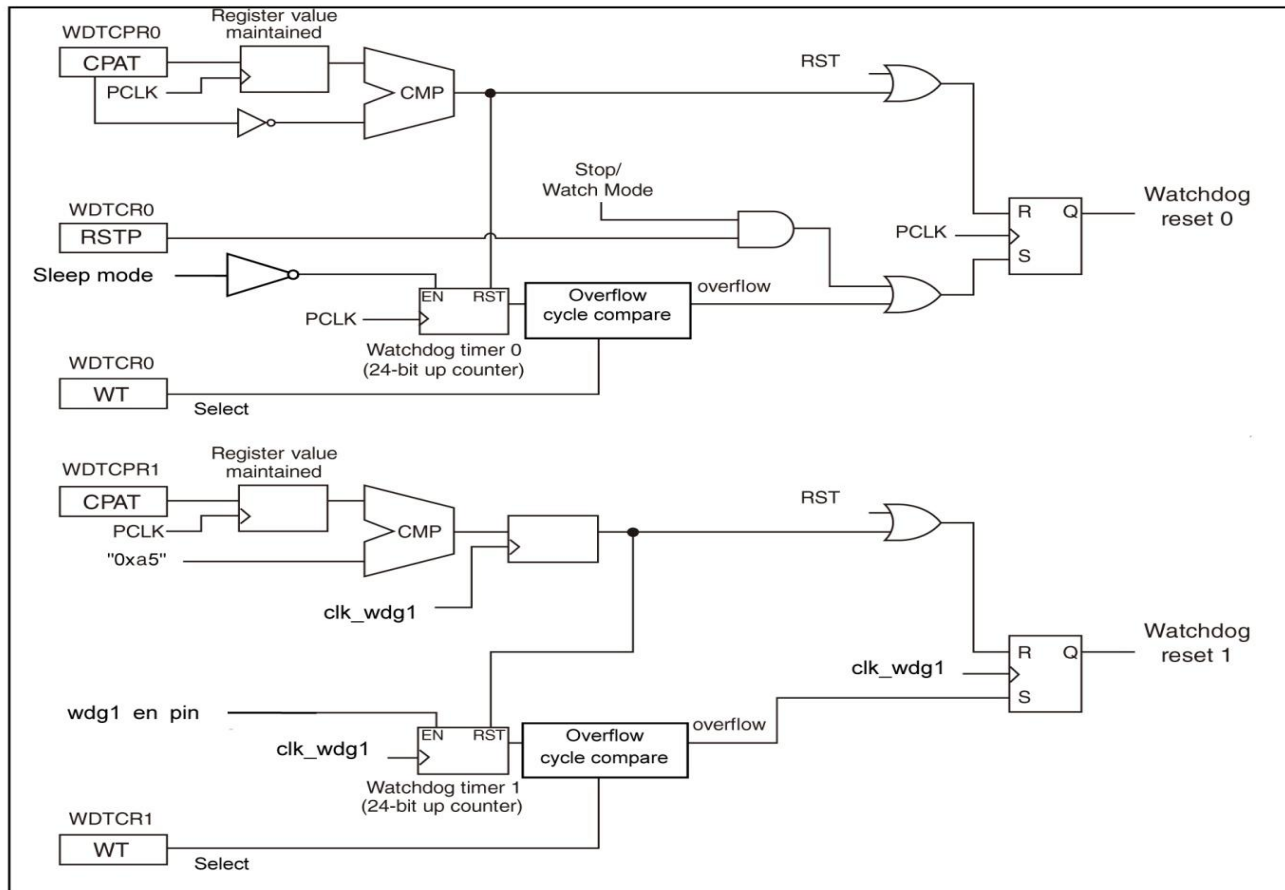 WDTCPR0
CPAT
PCLK
Register value
maintained
CMP
RST
Stop/
Watch Mode
WDTCR0
RSTP
Sleep mode
EN
RST
PCLK
Overflow
cycle compare
overflow
Watchdog timer 0
(24-bit up counter)
PCLK
R
Q
S
Watchdog
reset 0
WDTCR0
WT
Select
WDTCPR1
CPAT
PCLK
"0xa5"
Register value
maintained
CMP
clk_wdg1
RST
wdg1 en pin
EN
RST
clk_wdg1
Overflow
cycle compare
overflow
Watchdog timer 1
(24-bit up counter)
clk_wdg1
R
Q
S
Watchdog
reset 1
WDTCR1
WT
Select